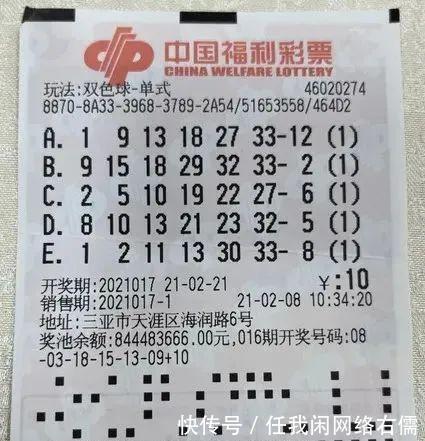 中国福利彩票
CHINA WELFARE LOTTERY
玩法:双色球-单式 46020274
8870-8A33-3968-3789-2A54/51653558/464D2
A. 1 9 13 18 27 33-12 (1)
B. 9 15 18 29 32 33- 2 (1)
C. 2 5 10 19 22 27- 6 (1)
D. 8 10 13 21 23 32- 5 (1)
E. 1 2 11 13 30 33- 8 (1)
开奖期:2021017 21-02-21 ￥:10
销售期:2021017-1 21-02-08 10:34:20
地址:三亚市天涯区海润路6号
奖池余额:844483666.00元,016期开奖号码:08
-03-18-15-13-09+10
快传号 / 任我闲网络右儒